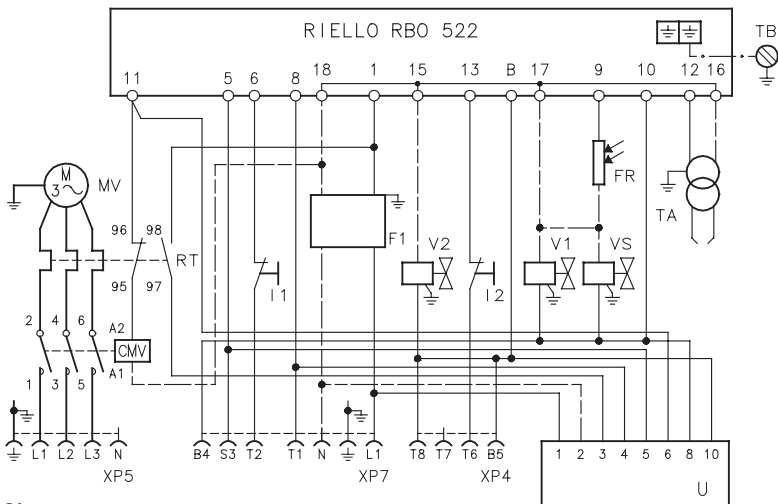 RIELLO RBO 522
TB
11 5 6 8 18 1 15 13 B 17 9 10 12 16
M
3
MV
FR
TA
96 98
RT
95 97
F1
V2
V1
VS
I1
I2
2 4 6
A2
CMV
A1
1 3 5
L1 L2 L3 N
XP5
B4 S3 T2 T1 N L1
XP7
T8 T7 T6 B5
XP4
1 2 3 4 5 6 8 10
U